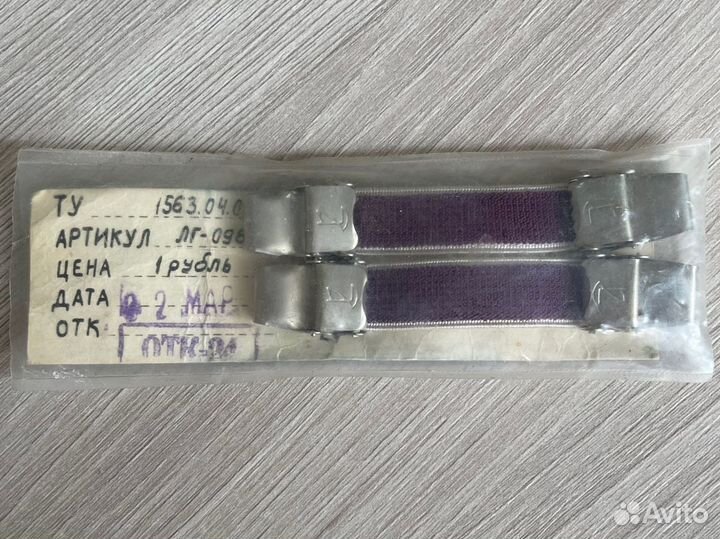 ТУ 1563.04.0
АРТИКУЛ ЛГ-096
ЦЕНА 1 РУБЛЬ
ДАТА 2 МАР
ОТК ОТК-
Avito